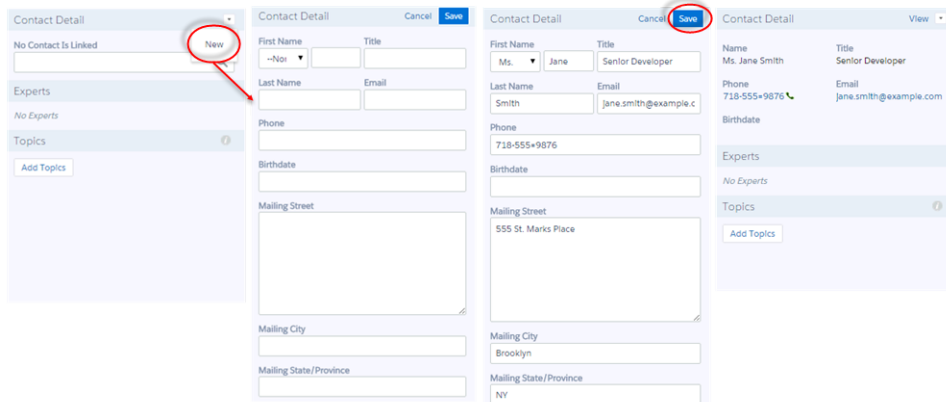 Contact Detail
No Contact Is Linked
New
Experts
No Experts
Topics
Add Topics
Contact Detail Cancel Save
First Name Title
--Noı
Last Name Email
Phone
Birthdate
Mailing Street
Mailing City
Mailing State/Province
Contact Detail Cancel Save
First Name Title
Ms. Jane Senior Developer
Last Name Email
Smith jane.smith@example.c
Phone
718-555-9876
Birthdate
Mailing Street
555 St. Marks Place
Mailing City
Brooklyn
Mailing State/Province
NY
Contact Detail View
Name Title
Ms. Jane Smith Senior Developer
Phone Email
718-555-9876 jane.smith@example.com
Birthdate
Experts
No Experts
Topics
Add Topics